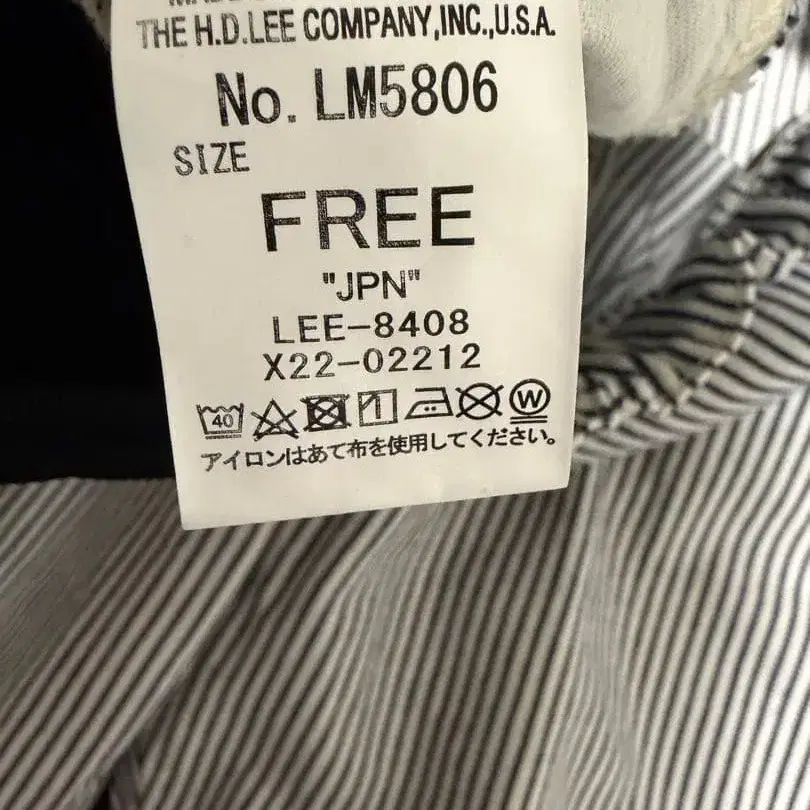 THE H.D.LEE COMPANY,INC.,U.S.A.
No. LM5806
SIZE
FREE
"JPN"
LEE-8408
X22-02212
40 W
アイロンはあて布を使用してください。